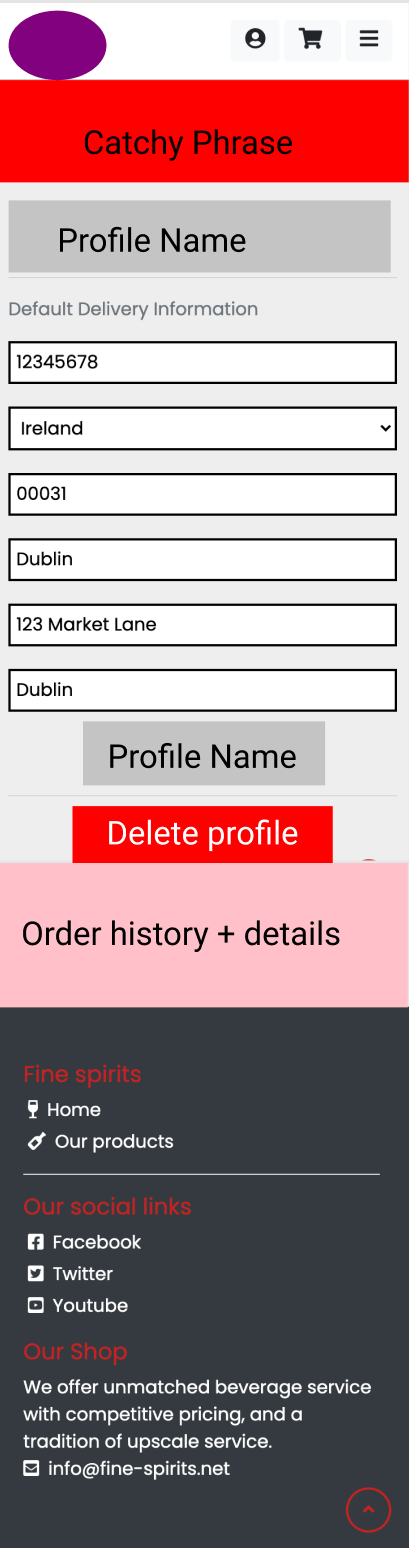 Catchy Phrase
Profile Name
Default Delivery Information
12345678
Ireland
00031
Dublin
123 Market Lane
Dublin
Profile Name
Delete profile
Order history + details
Fine spirits
Home
Our products
Our social links
Facebook
Twitter
Youtube
Our Shop
We offer unmatched beverage service
with competitive pricing, and a
tradition of upscale service.
info@fine-spirits.net